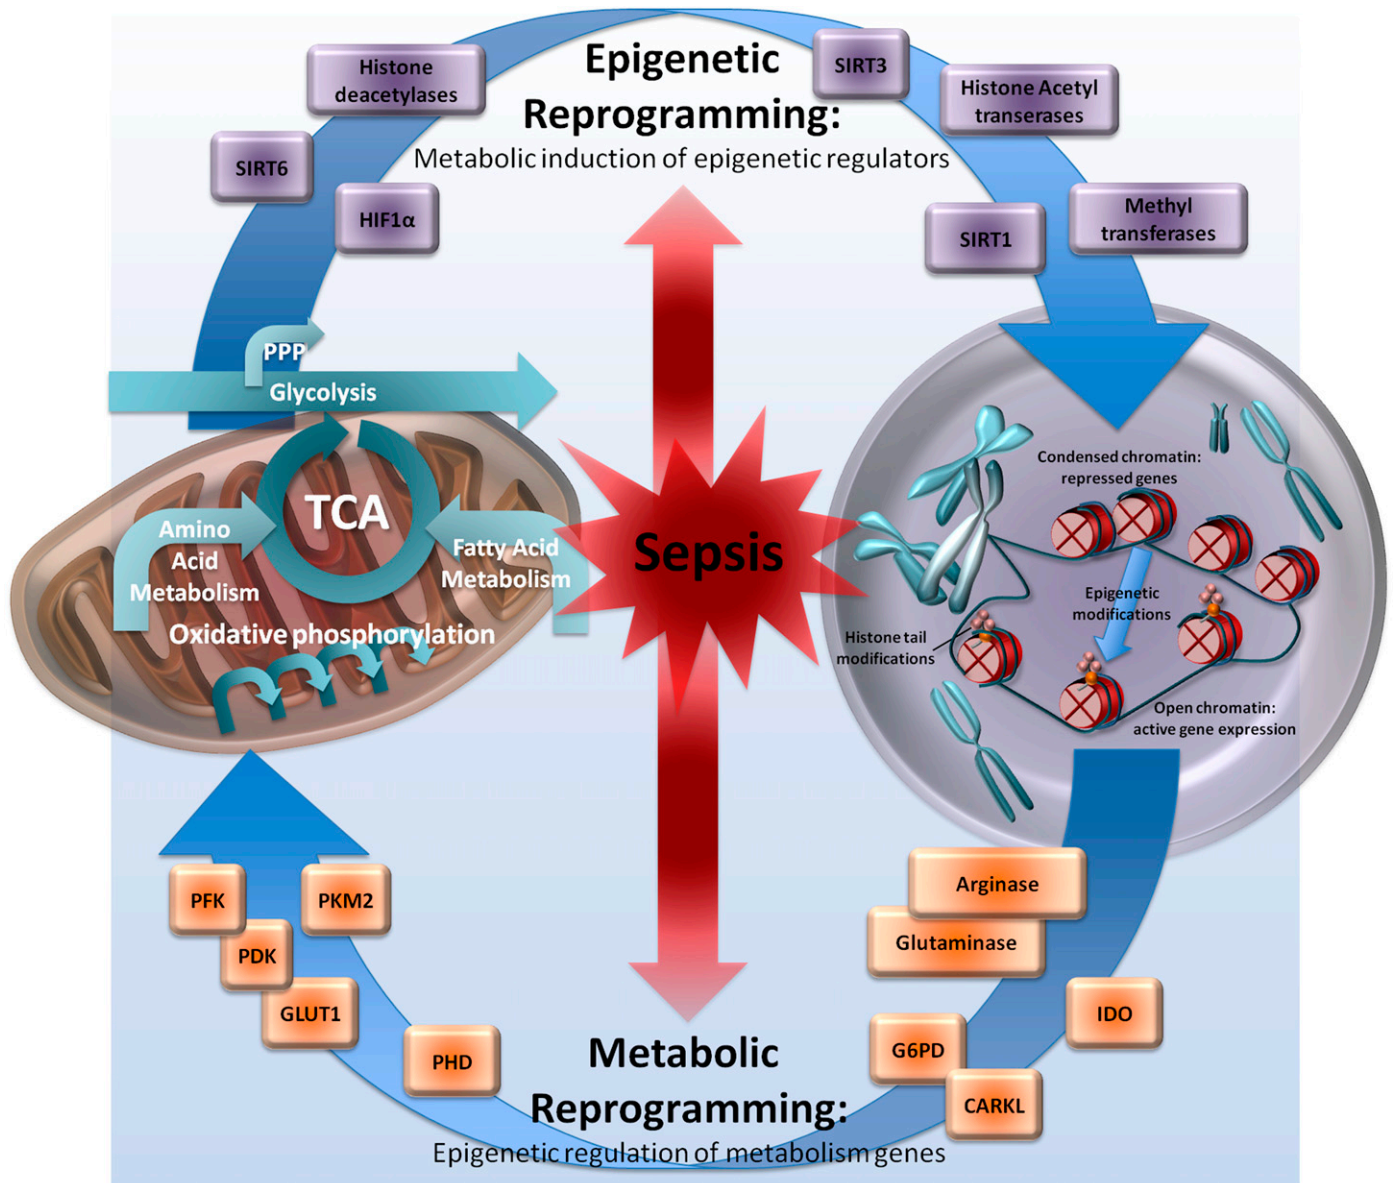 Epigenetic
Reprogramming:
Metabolic induction of epigenetic regulators
Histone
deacetylases
SIRT6
HIF1α
SIRT3
Histone Acetyl
transerases
SIRT1
Methyl
transferases
PPP
Glycolysis
TCA
Amino
Acid
Metabolism
Fatty Acid
Metabolism
Oxidative phosphorylation
Sepsis
Condensed chromatin:
repressed genes
Epigenetic
modifications
Histone tail
modifications
Open chromatin:
active gene expression
PFK
PKM2
PDK
GLUT1
PHD
Arginase
Glutaminase
IDO
G6PD
CARKL
Metabolic
Reprogramming:
Epigenetic regulation of metabolism genes